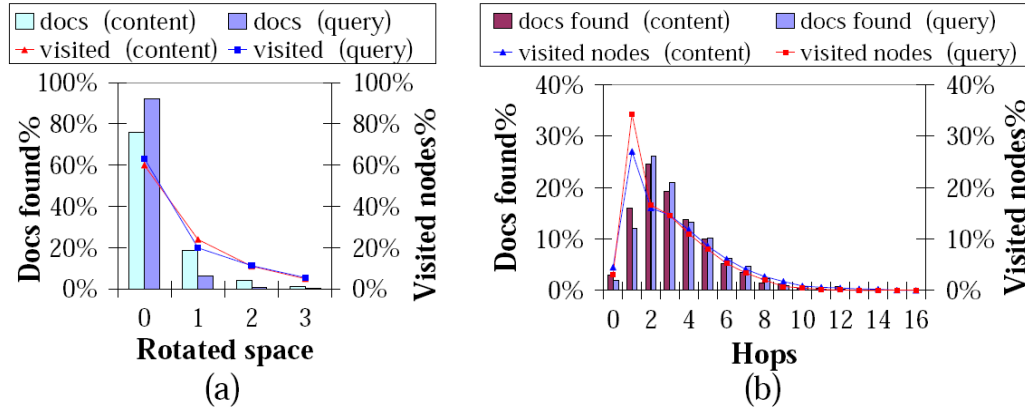 docs (content) docs (query)
visited (content) visited (query)
100% 100%
80% 80%
60% 60%
40% 40%
20% 20%
0% 0%
Docs found%
Visited nodes%
0 1 2 3
Rotated space
(a)
docs found (content) docs found (query)
visited nodes (content) visited nodes (query)
40% 40%
30% 30%
20% 20%
10% 10%
0% 0%
Docs found%
Visited nodes%
0 2 4 6 8 10 12 14 16
Hops
(b)